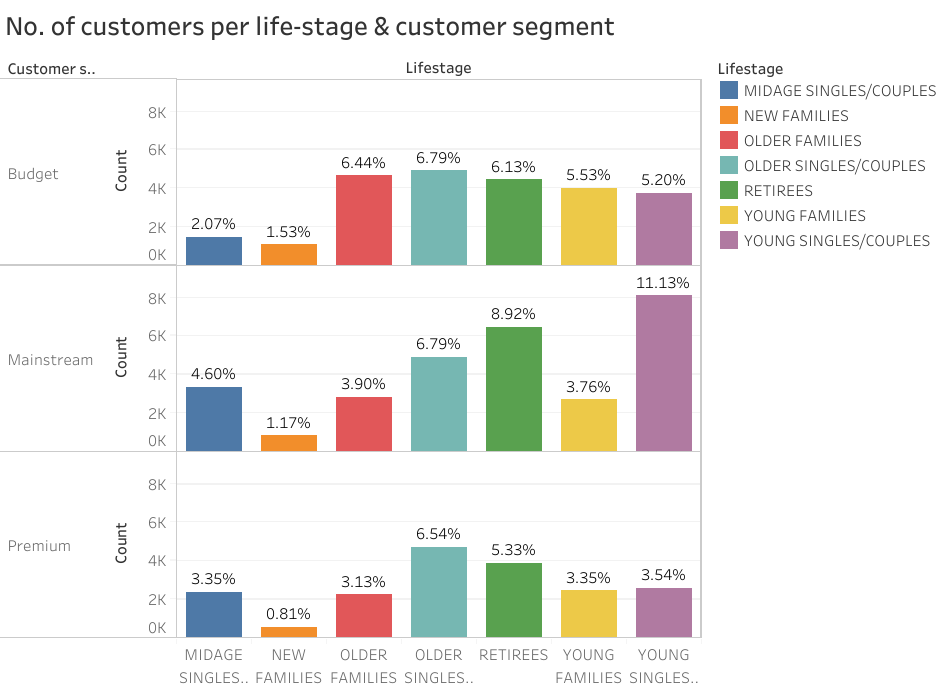 No. of customers per life-stage & customer segment
Customer s..
Lifestage
Lifestage
MIDAGE SINGLES/COUPLES
NEW FAMILIES
OLDER FAMILIES
OLDER SINGLES/COUPLES
RETIREES
YOUNG FAMILIES
YOUNG SINGLES/COUPLES
Budget
Count
8K
6K
4K
2K
0K
2.07%
1.53%
6.44%
6.79%
6.13%
5.53%
5.20%
Mainstream
Count
8K
6K
4K
2K
0K
4.60%
1.17%
3.90%
6.79%
8.92%
3.76%
11.13%
Premium
Count
8K
6K
4K
2K
0K
3.35%
0.81%
3.13%
6.54%
5.33%
3.35%
3.54%
MIDAGE
SINGLES..
NEW
FAMILIES
OLDER
FAMILIES
OLDER
SINGLES..
RETIREES
YOUNG
FAMILIES
YOUNG
SINGLES..